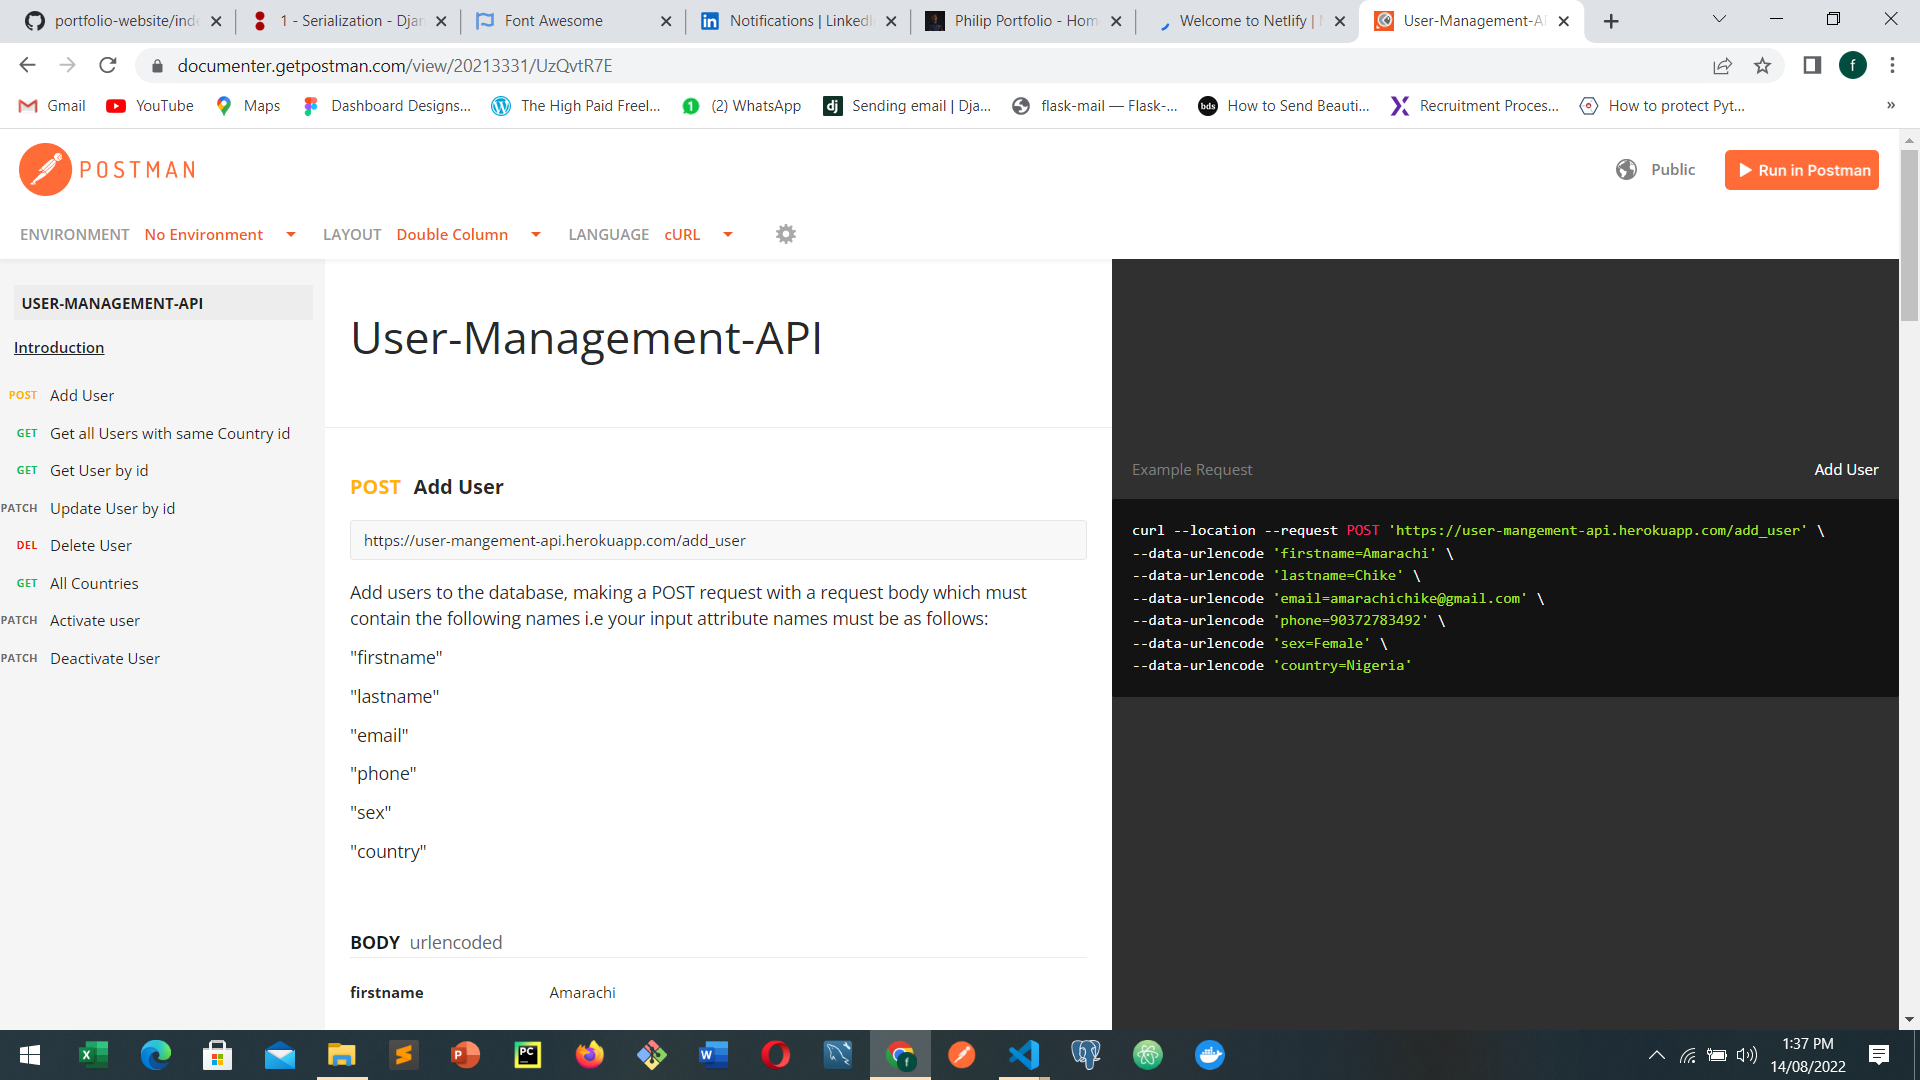 portfolio-website/inde
1 - Serialization - Djan
Font Awesome
Notifications | LinkedI
Philip Portfolio - Hom
Welcome to Netlify |
User-Management-A
documenter.getpostman.com/view/20213331/UzQvtR7E
f
Gmail
YouTube
Maps
Dashboard Designs...
The High Paid Freel...
(2) WhatsApp
Sending email | Dja...
flask-mail — Flask-...
How to Send Beauti...
Recruitment Proces...
How to protect Pyt...
»
POSTMAN
Public
Run in Postman
ENVIRONMENT No Environment
LAYOUT Double Column
LANGUAGE cURL
USER-MANAGEMENT-API
Introduction
POST Add User
GET Get all Users with same Country id
GET Get User by id
PATCH Update User by id
DEL Delete User
GET All Countries
PATCH Activate user
PATCH Deactivate User
User-Management-API
POST Add User
https://user-mangement-api.herokuapp.com/add_user
Add users to the database, making a POST request with a request body which must
contain the following names i.e your input attribute names must be as follows:
"firstname"
"lastname"
"email"
"phone"
"sex"
"country"
BODY urlencoded
firstname Amarachi
Example Request
Add User
curl --location --request POST 'https://user-mangement-api.herokuapp.com/add_user' \
--data-urlencode 'firstname=Amarachi' \
--data-urlencode 'lastname=Chike' \
--data-urlencode 'email=amarachichike@gmail.com' \
--data-urlencode 'phone=90372783492' \
--data-urlencode 'sex=Female' \
--data-urlencode 'country=Nigeria'
1:37 PM
14/08/2022